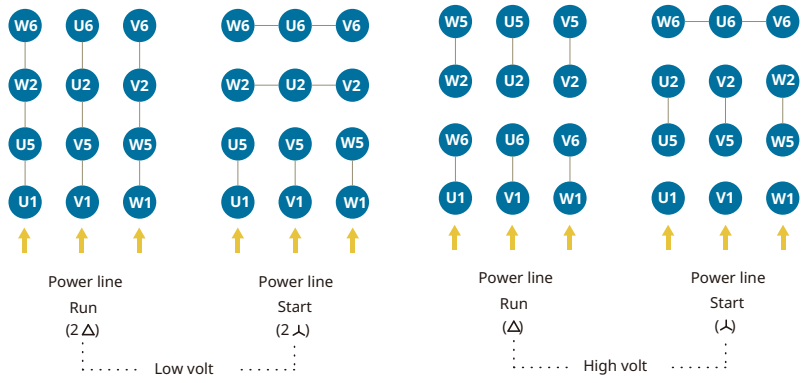 W6 U6 V6
W2 U2 V2
U5 V5 W5
U1 V1 W1
Power line
Run
(2 △)
W6 U6 V6
W2 U2 V2
U5 V5 W5
U1 V1 W1
Power line
Start
(2 ⅄)
Low volt
W5 U5 V5
W2 U2 V2
W6 U6 V6
U1 V1 W1
Power line
Run
(△)
W6 U6 V6
U2 V2 W2
U5 V5 W5
U1 V1 W1
Power line
Start
(⅄)
High volt